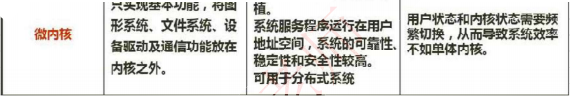 微内核
只实现基本功能，将图
形系统、文件系统、设
备驱动及通信功能放在
内核之外。
植。
系统服务程序运行在用户
地址空间，系统的可靠性、
稳定性和安全性较高。
可用于分布式系统
用户状态和内核状态需要频
繁切换，从而导致系统效率
不如单体内核。